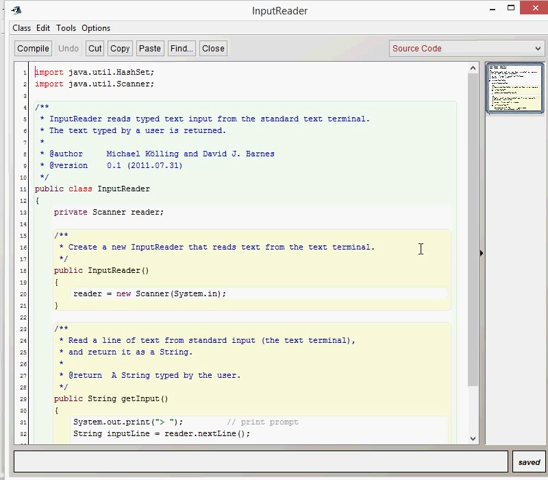 InputReader
Class Edit Tools Options
Compile Undo Cut Copy Paste Find... Close Source Code
1 import java.util.HashSet;
2 import java.util.Scanner;
3
4 /**
5 * InputReader reads typed text input from the standard text terminal.
6 * The text typed by a user is returned.
7 *
8 * @author Michael Kölling and David J. Barnes
9 * @version 0.1 (2011.07.31)
10 */
11 public class InputReader
12 {
13 private Scanner reader;
14
15 /**
16 * Create a new InputReader that reads text from the text terminal.
17 */
18 public InputReader()
19 {
20 reader = new Scanner(System.in);
21 }
22
23 /**
24 * Read a line of text from standard input (the text terminal),
25 * and return it as a String.
26 *
27 * @return A String typed by the user.
28 */
29 public String getInput()
30 {
31 System.out.print("> "); // print prompt
32 String inputLine = reader.nextLine();
saved